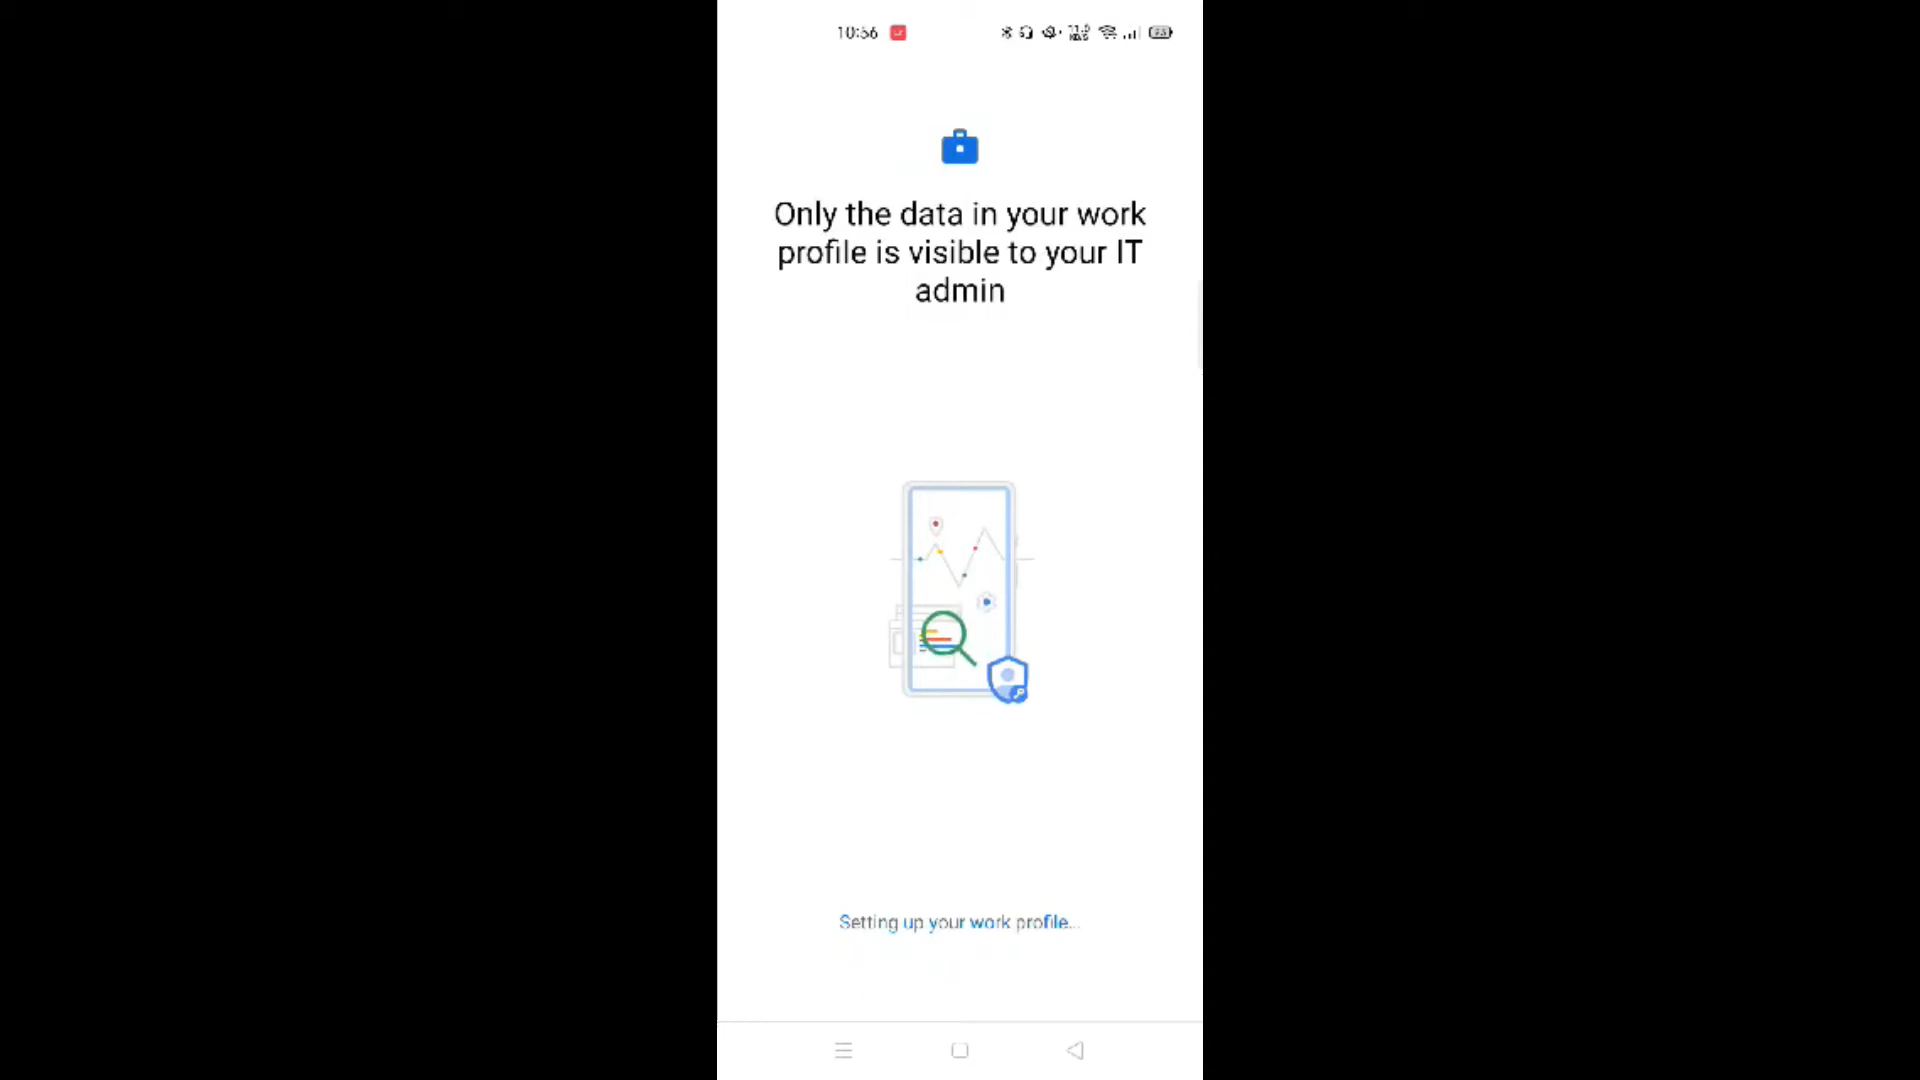 10:56
Only the data in your work
profile is visible to your IT
admin
Setting up your work profile...